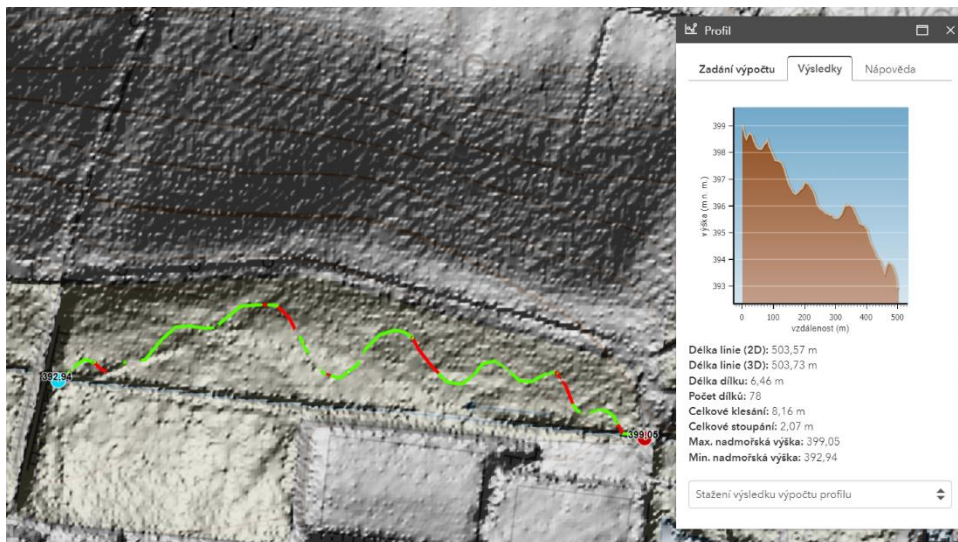 Profil
Zadání výpočtu Výsledky Nápověda
399
398
397
396
395
394
393
výška (m n. m.)
0 100 200 300 400 500
vzdálenost (m)
Délka linie (2D): 503,57 m
Délka linie (3D): 503,73 m
Délka dílku: 6,46 m
Počet dílků: 78
Celkové klesání: 8,16 m
Celkové stoupání: 2,07 m
Max. nadmořská výška: 399,05
Min. nadmořská výška: 392,94
Stažení výsledku výpočtu profilu
392,94
399,05